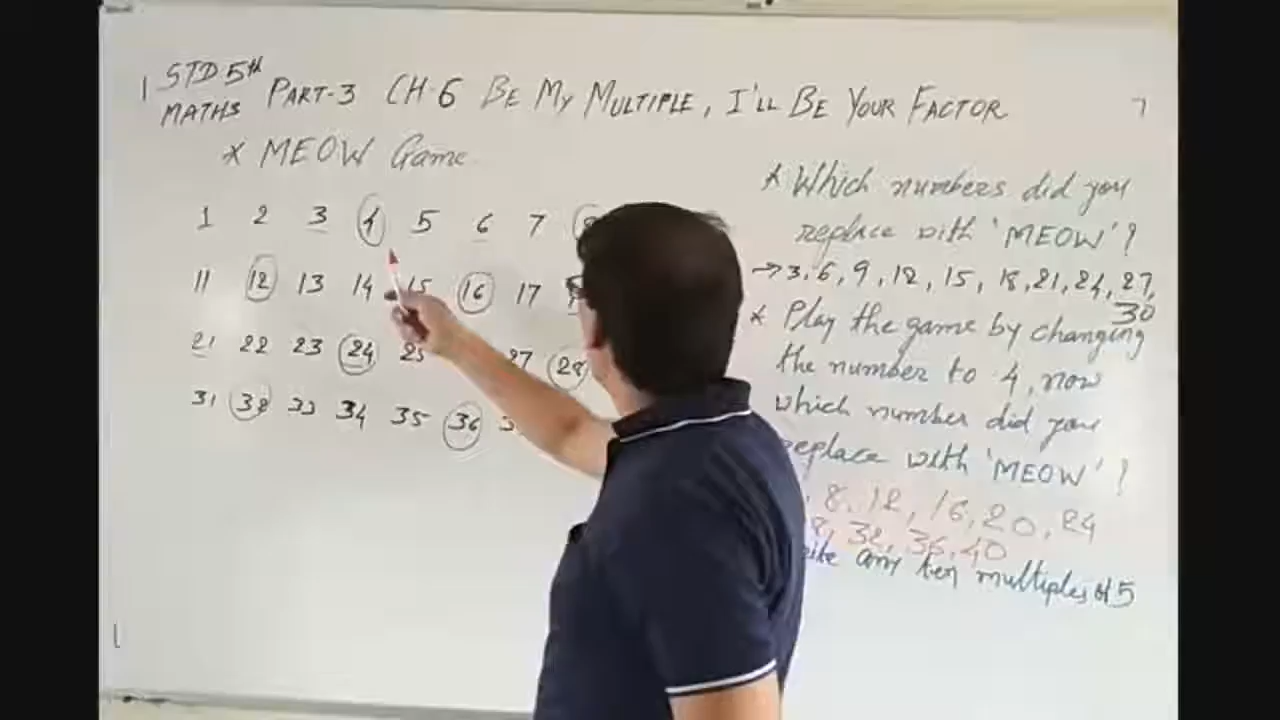 STD 5th
MATHS
PART-3 CH-6 BE MY MULTIPLE, I'LL BE YOUR FACTOR
* MEOW Game
1 2 3 4 5 6 7 8
11 12 13 14 15 16 17
21 22 23 24 25 27 28
31 32 33 34 35 36
* Which numbers did you
replace with 'MEOW'?
→ 3, 6, 9, 12, 15, 18, 21, 24, 27,
30
* Play the game by changing
the number to 4, now
which number did you
replace with 'MEOW'?
8, 12, 16, 20, 24
8, 32, 36, 40
any ten multiples of 5